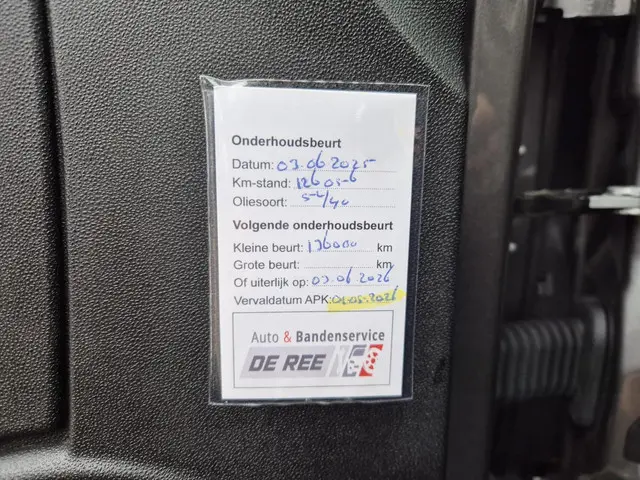 Onderhoudsbeurt
Datum: 03.06.2025
Km-stand: 126056
Oliesoort: 5-w/40
Volgende onderhoudsbeurt
Kleine beurt: 136000 km
Grote beurt: km
Of uiterlijk op: 03.06.2026
Vervaldatum APK:
Auto & Bandenservice
DE REE